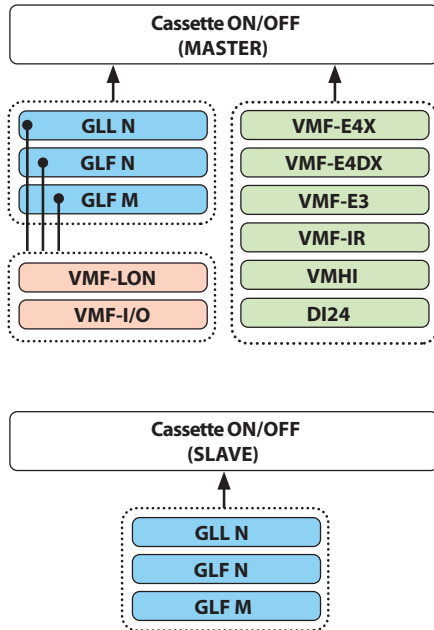 Cassette ON/OFF
(MASTER)
GLL N
GLF N
GLF M
VMF-LON
VMF-I/O
VMF-E4X
VMF-E4DX
VMF-E3
VMF-IR
VMHI
DI24
Cassette ON/OFF
(SLAVE)
GLL N
GLF N
GLF M